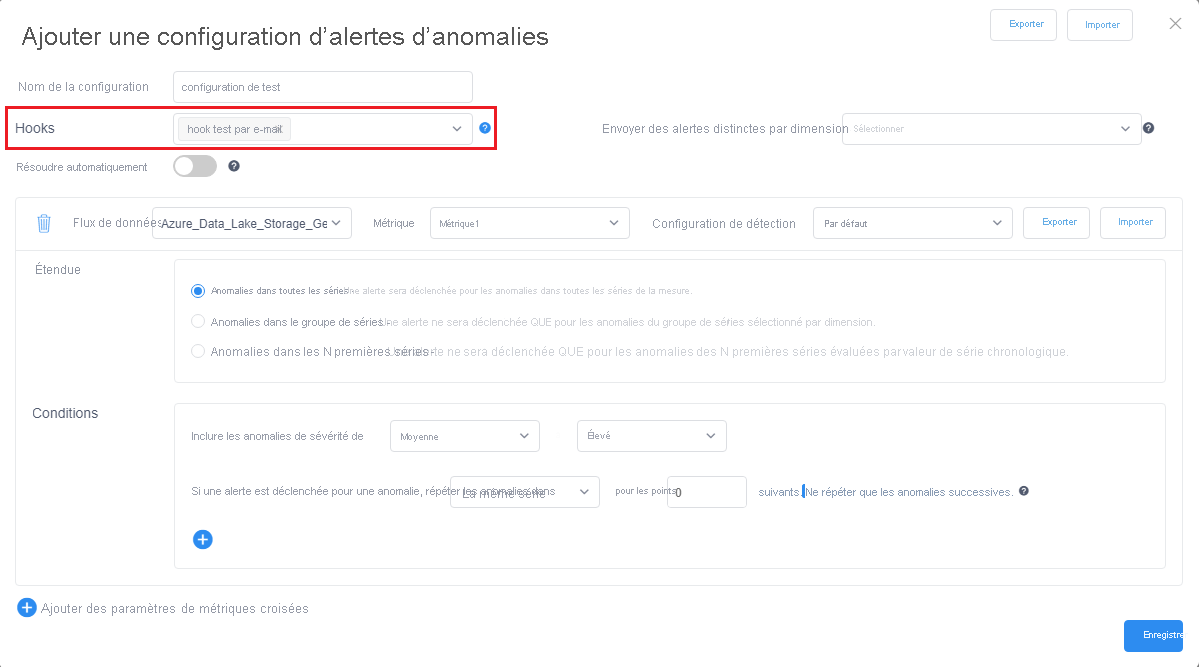 Ajouter une configuration d’alertes d’anomalies
Exporter
Importer
Nom de la configuration
configuration de test
Hooks
hook test par e-mail
Envoyer des alertes distinctes par dimension
Sélectionner
Résoudre automatiquement
Flux de données
Azure_Data_Lake_Storage_Ge
Métrique
Métrique1
Configuration de détection
Par défaut
Exporter
Importer
Étendue
Anomalies dans toutes les séries
Une alerte sera déclenchée pour les anomalies dans toutes les séries de la mesure.
Anomalies dans le groupe de séries -
Une alerte ne sera déclenchée QUE pour les anomalies du groupe de séries sélectionné par dimension.
Anomalies dans les N premières séries -
Une alerte ne sera déclenchée QUE pour les anomalies des N premières séries évaluées par valeur de série chronologique.
Conditions
Inclure les anomalies de sévérité de
Moyenne
Élevé
Si une alerte est déclenchée pour une anomalie, répéter les anomalies dans
La même série
pour les points
0
suivants.
Ne répéter que les anomalies successives.
Ajouter des paramètres de métriques croisées
Enregistre